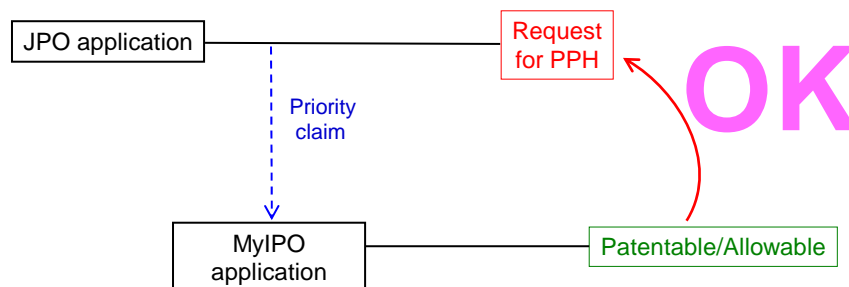 JPO application
Request
for PPH
OK
Priority
claim
MyIPO
application
Patentable/Allowable